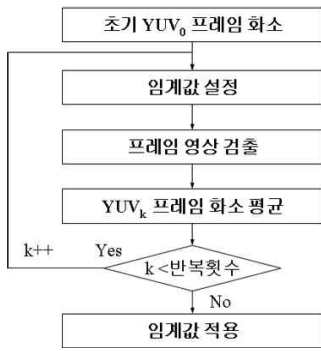 초기 YUV₀ 프레임 화소
임계값 설정
프레임 영상 검출
YUVₖ 프레임 화소 평균
k++ Yes
k <반복횟수
No
임계값 적용